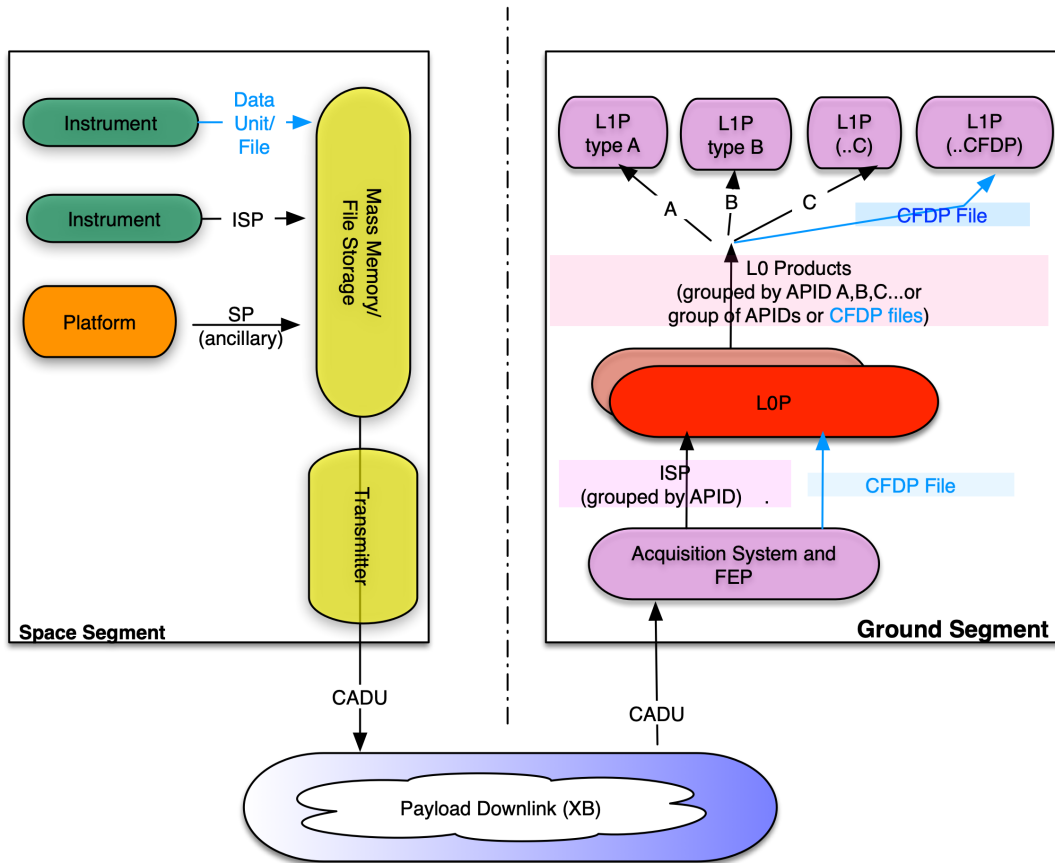 Instrument
Data
Unit/
File
Instrument
ISP
Platform
SP
(ancillary)
Mass Memory/
File Storage
Transmitter
Space Segment
CADU
Payload Downlink (XB)
CADU
L1P
type A
L1P
type B
L1P
(..C)
L1P
(..CFDP)
A
B
C
CFDP File
L0 Products
(grouped by APID A,B,C...or
group of APIDs or CFDP files)
L0P
ISP
(grouped by APID) .
CFDP File
Acquisition System and
FEP
Ground Segment